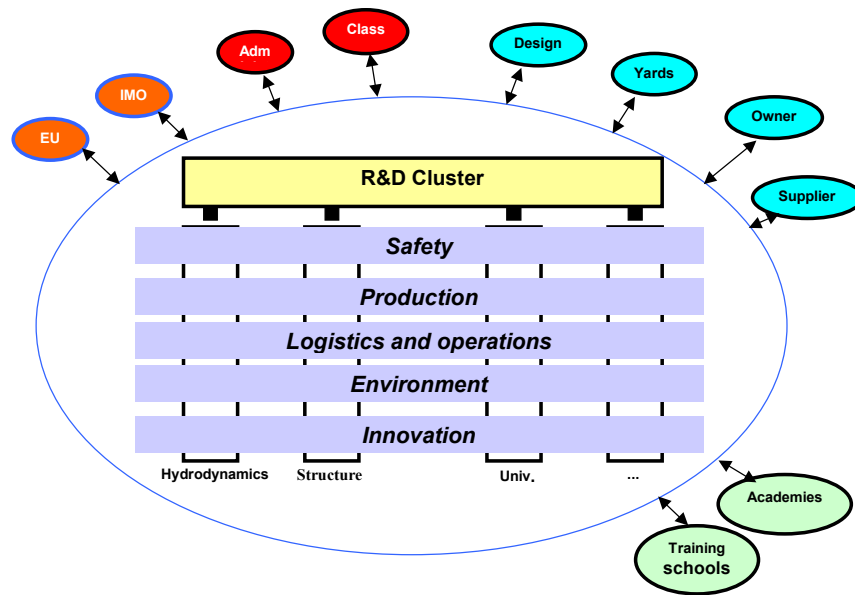 Class
Design
Adm
Yards
IMO
Owner
EU
R&D Cluster
Supplier
Safety
Production
Logistics and operations
Environment
Innovation
Hydrodynamics
Structure
Univ.
...
Academies
Training
schools